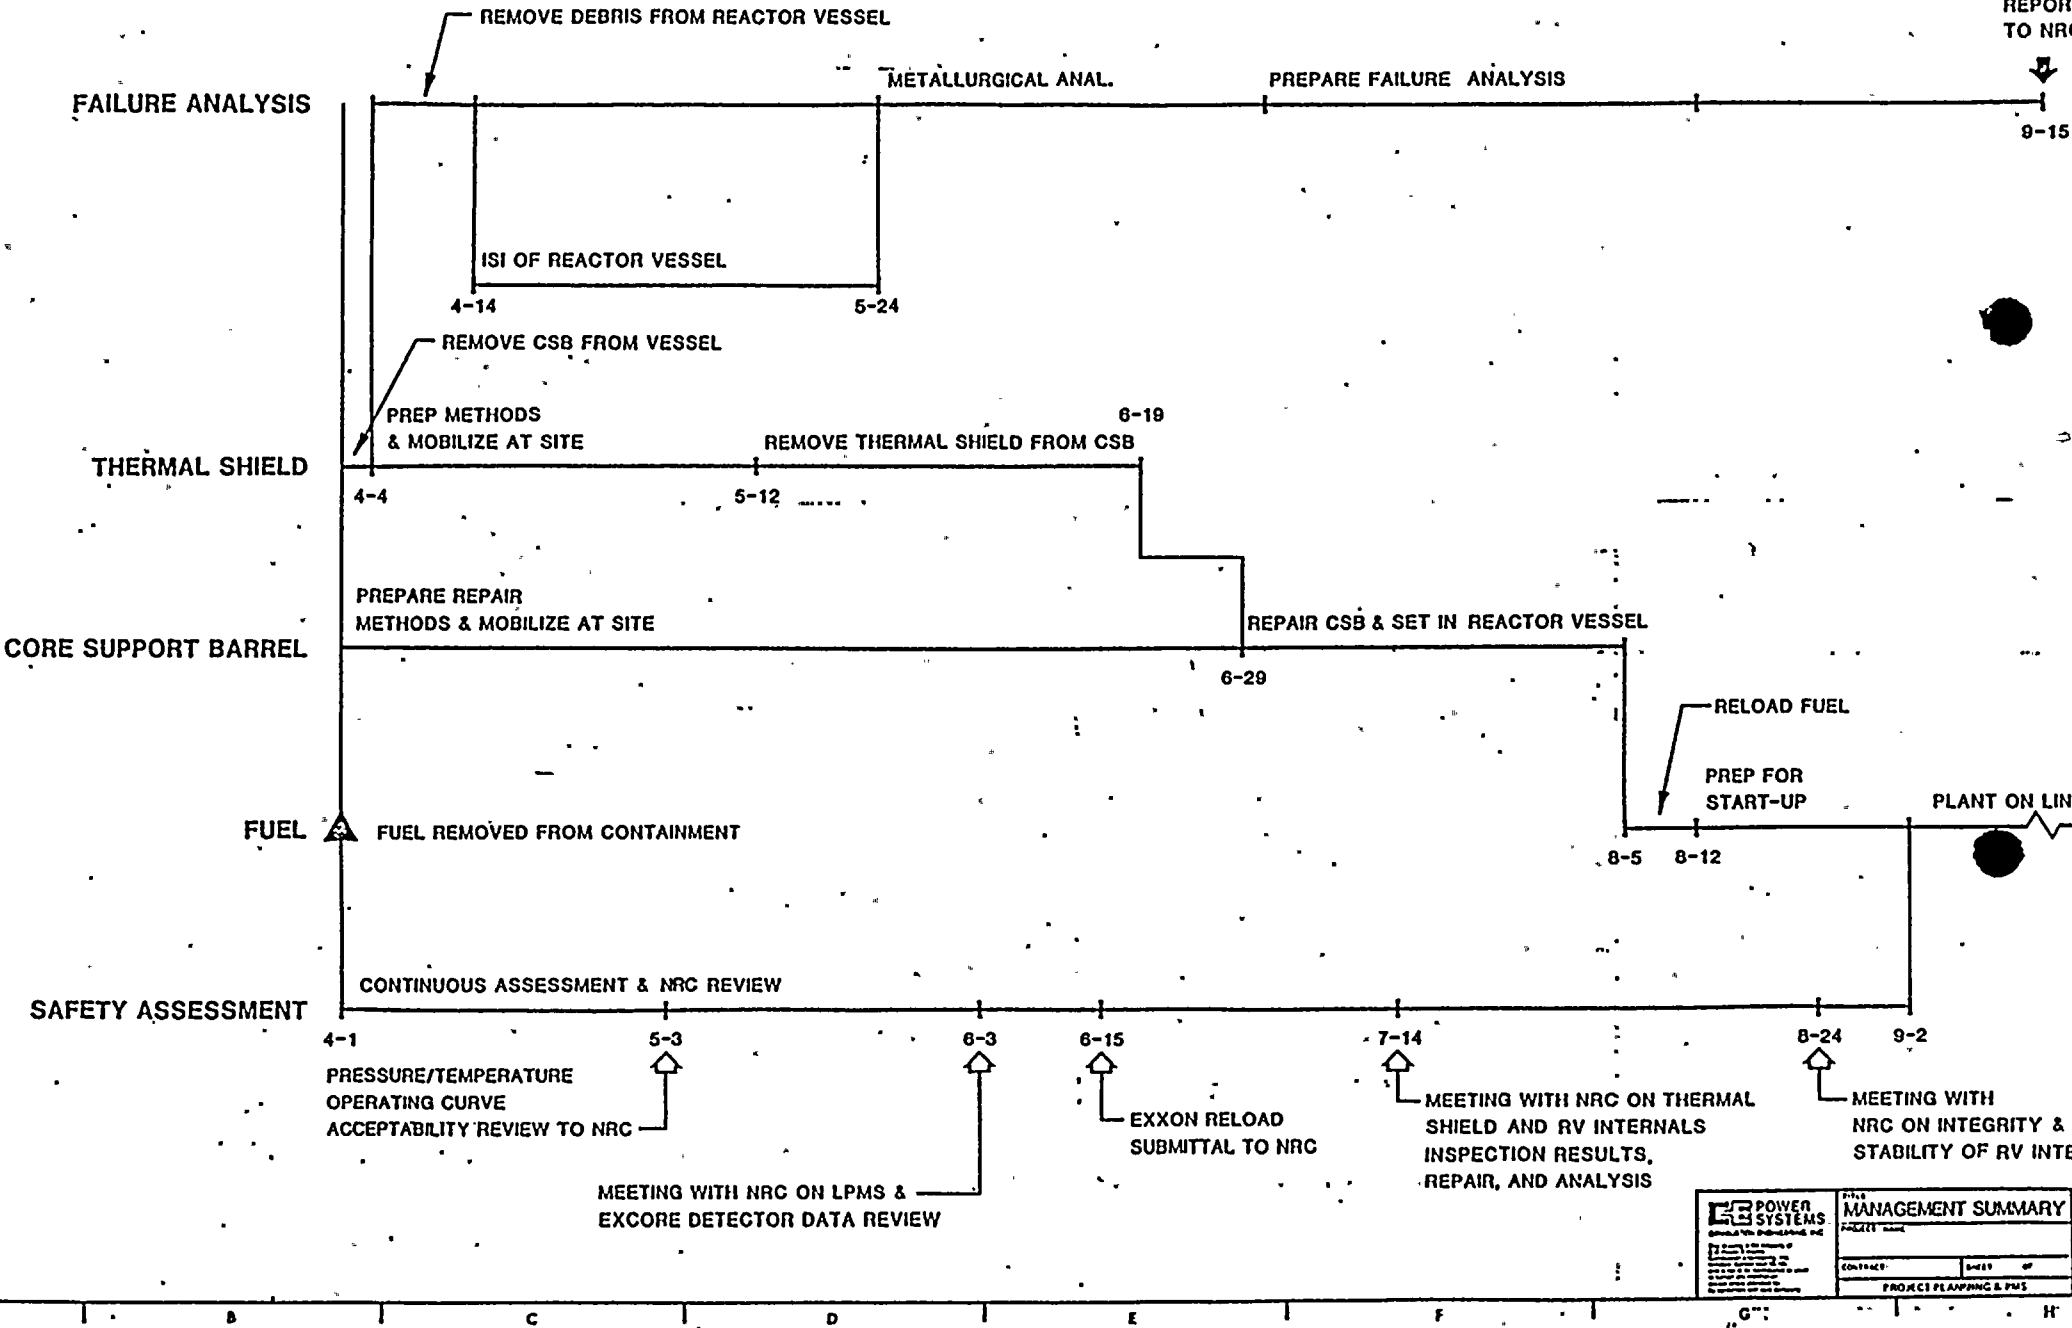 REMOVE DEBRIS FROM REACTOR VESSEL
REPOR
TO NRC
FAILURE ANALYSIS
METALLURGICAL ANAL.
PREPARE FAILURE ANALYSIS
9-15
ISI OF REACTOR VESSEL
4-14
5-24
REMOVE CSB FROM VESSEL
PREP METHODS
& MOBILIZE AT SITE
REMOVE THERMAL SHIELD FROM CSB
6-19
THERMAL SHIELD
4-4
5-12
PREPARE REPAIR
METHODS & MOBILIZE AT SITE
REPAIR CSB & SET IN REACTOR VESSEL
CORE SUPPORT BARREL
6-29
RELOAD FUEL
PREP FOR
START-UP
PLANT ON LIN
FUEL
FUEL REMOVED FROM CONTAINMENT
8-5
8-12
CONTINUOUS ASSESSMENT & NRC REVIEW
SAFETY ASSESSMENT
4-1
5-3
6-3
6-15
7-14
8-24
9-2
PRESSURE/TEMPERATURE
OPERATING CURVE
ACCEPTABILITY REVIEW TO NRC
MEETING WITH NRC ON LPMS &
EXCORE DETECTOR DATA REVIEW
EXXON RELOAD
SUBMITTAL TO NRC
MEETING WITH NRC ON THERMAL
SHIELD AND RV INTERNALS
INSPECTION RESULTS,
REPAIR, AND ANALYSIS
MEETING WITH
NRC ON INTEGRITY &
STABILITY OF RV INTE
POWER
SYSTEMS
TITLE
MANAGEMENT SUMMARY
PROJECT NAME
CONTRACT
SHEET OF
PROJECT PLANNING & PMS
B
C
D
E
F
G
H